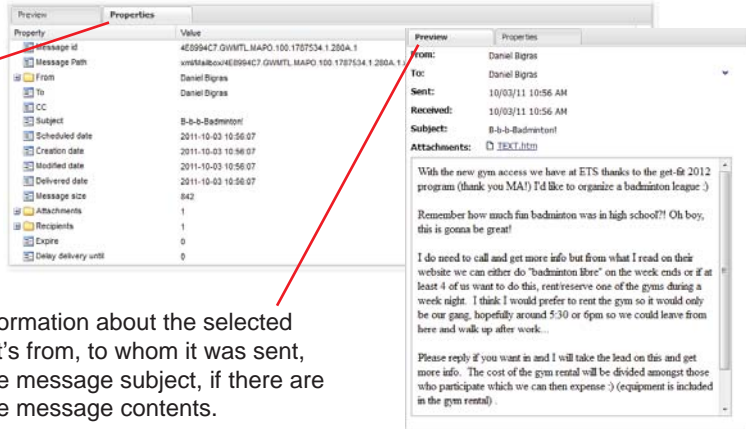 Preview Properties
Property Value
Message id 4E8994C7.GWMTL.MAPO.100.1787534.1.280A.1
Message Path xml/Mailbox/4E8994C7.GWMTL.MAPO.100.1787534.1.280A.1.
From Daniel Bigras
To Daniel Bigras
CC
Subject B-b-b-Badminton!
Scheduled date 2011-10-03 10:56:07
Creation date 2011-10-03 10:56:07
Modified date 2011-10-03 10:56:07
Delivered date 2011-10-03 10:56:07
Message size 842
Attachments 1
Recipients 1
Expire 0
Delay delivery until 0
Preview Properties
From: Daniel Bigras
To: Daniel Bigras
Sent: 10/03/11 10:56 AM
Received: 10/03/11 10:56 AM
Subject: B-b-b-Badminton!
Attachments: TEXT.htm
With the new gym access we have at ETS thanks to the get-fit 2012
program (thank you MA!) I'd like to organize a badminton league :)
Remember how much fun badminton was in high school?! Oh boy,
this is gonna be great!
I do need to call and get more info but from what I read on their
website we can either do "badminton libre" on the week ends or if at
least 4 of us want to do this, rent/reserve one of the gyms during a
week night. I think I would prefer to rent the gym so it would only
be our gang, hopefully around 5:30 or 6pm so we could leave from
here and walk up after work...
Please reply if you want in and I will take the lead on this and get
more info. The cost of the gym rental will be divided amongst those
who participate which we can then expense :) (equipment is included
in the gym rental) .
ormation about the selected
t's from, to whom it was sent,
e message subject, if there are
e message contents.